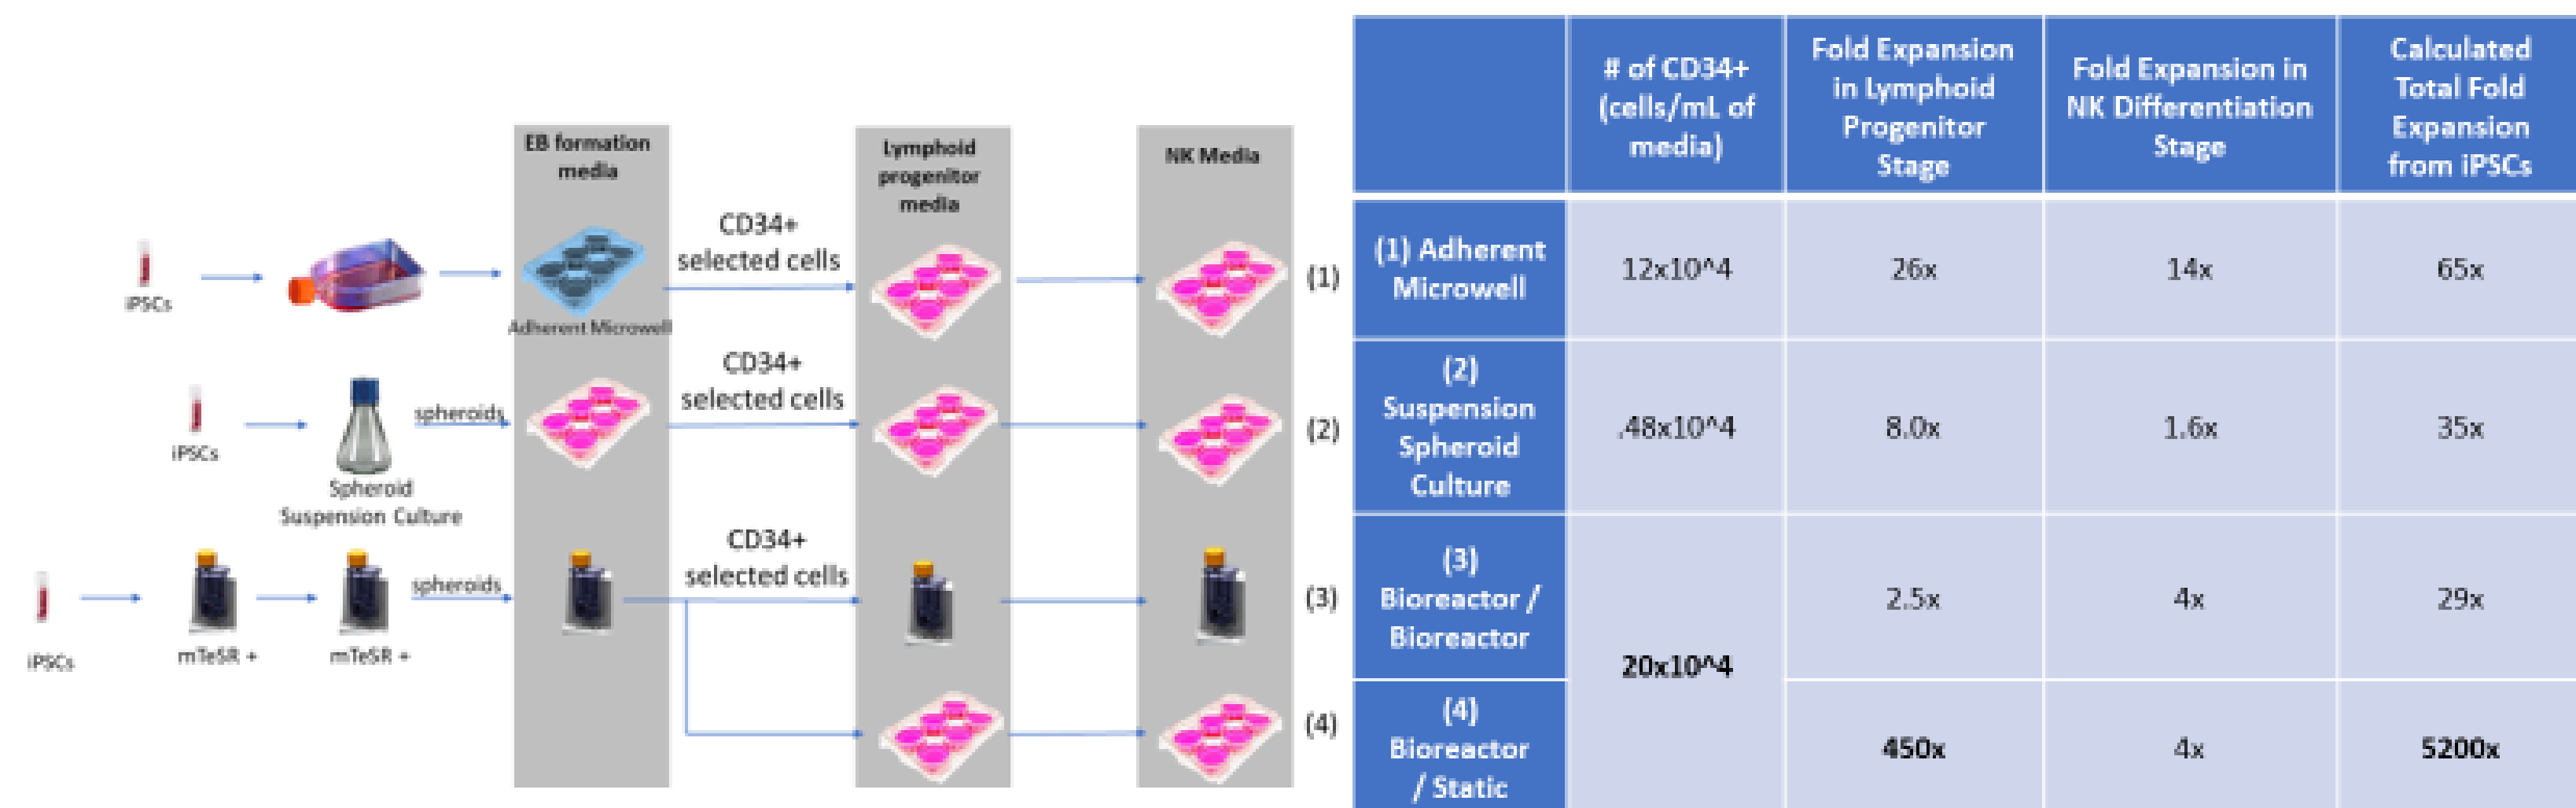 EB formation
media
Lymphoid
progenitor
media
NK Media
iPSCs
Adherent Microwell
CD34+
selected cells
(1)
iPSCs
Spheroid
Suspension Culture
spheroids
CD34+
selected cells
(2)
iPSCs
mTeSR +
mTeSR +
spheroids
CD34+
selected cells
(3)
(4)
# of CD34+
(cells/mL of
media)
Fold Expansion
in Lymphoid
Progenitor
Stage
Fold Expansion in
NK Differentiation
Stage
Calculated
Total Fold
Expansion
from iPSCs
(1) Adherent
Microwell
12x10^4
26x
14x
65x
(2)
Suspension
Spheroid
Culture
.48x10^4
8.0x
1.6x
35x
(3)
Bioreactor /
Bioreactor
20x10^4
2.5x
4x
29x
(4)
Bioreactor
/ Static
450x
4x
5200x